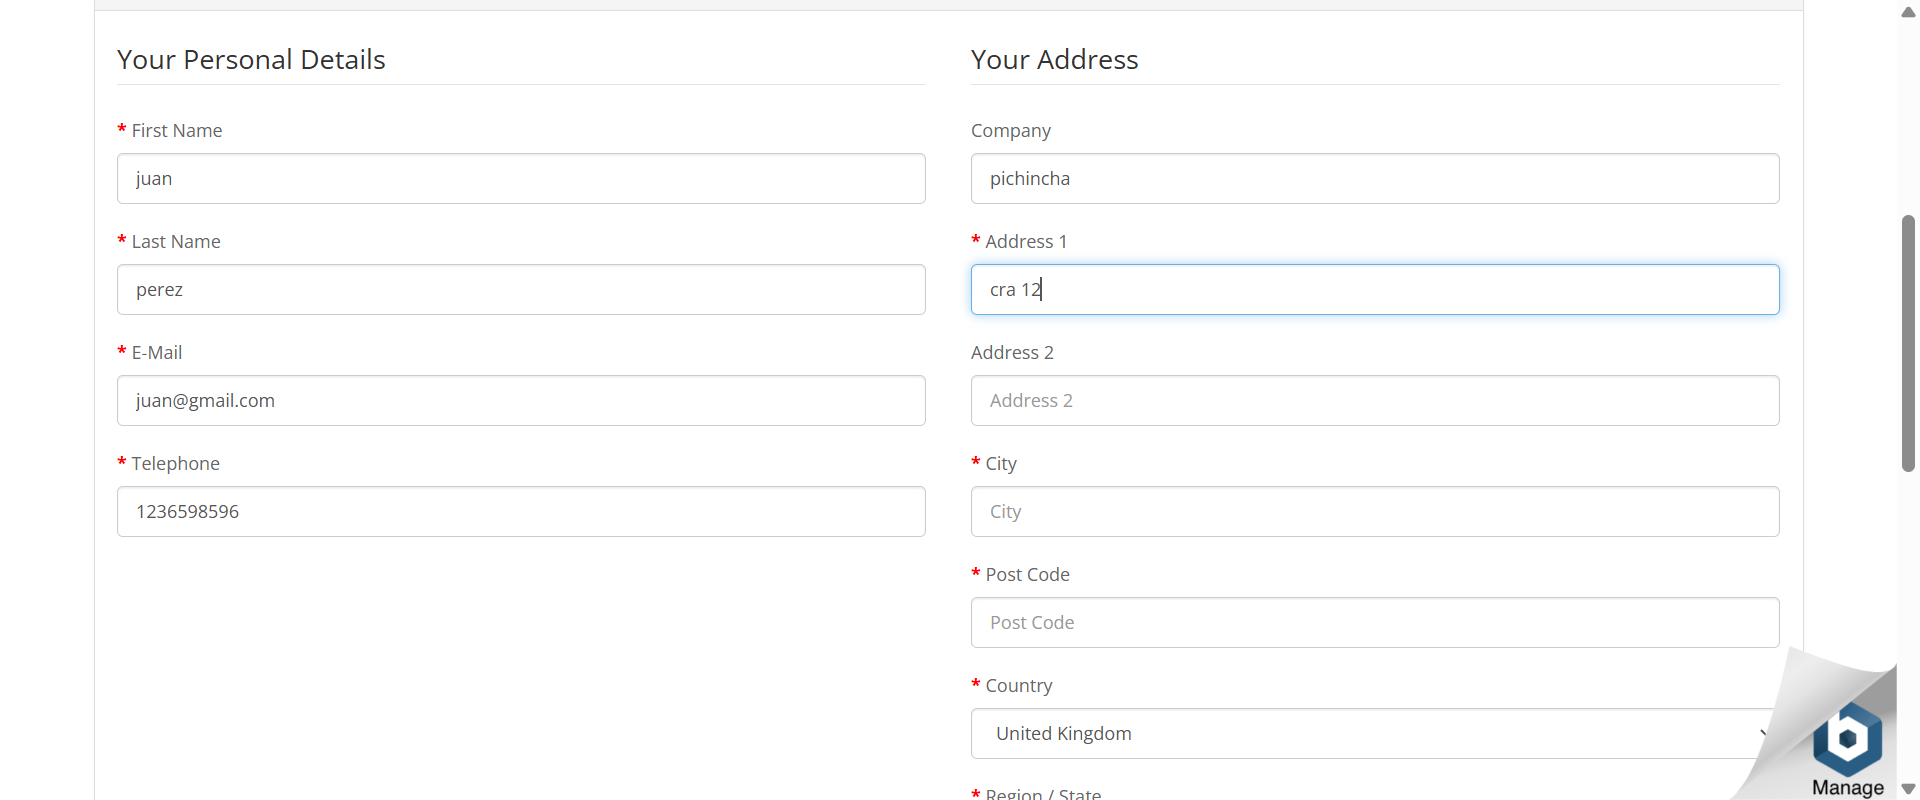 Your Personal Details
* First Name
juan
* Last Name
perez
* E-Mail
juan@gmail.com
* Telephone
1236598596
Your Address
Company
pichincha
* Address 1
cra 12
Address 2
Address 2
* City
City
* Post Code
Post Code
* Country
United Kingdom
* Region / State
b
Manage